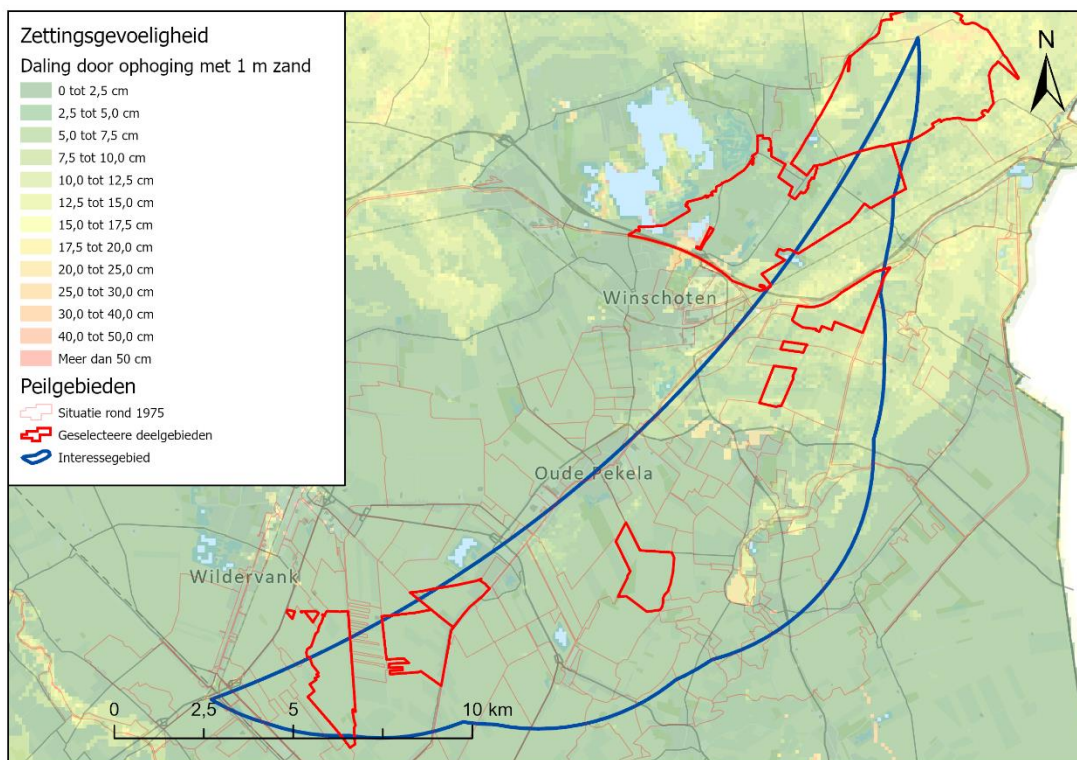 Zettingsgevoeligheid
Daling door ophoging met 1 m zand
0 tot 2,5 cm
2,5 tot 5,0 cm
5,0 tot 7,5 cm
7,5 tot 10,0 cm
10,0 tot 12,5 cm
12,5 tot 15,0 cm
15,0 tot 17,5 cm
17,5 tot 20,0 cm
20,0 tot 25,0 cm
25,0 tot 30,0 cm
30,0 tot 40,0 cm
40,0 tot 50,0 cm
Meer dan 50 cm
Peilgebieden
Situatie rond 1975
Geselecteere deelgebieden
Interessegebied
N
Winschoten
Oude Pekela
Wildervank
0 2,5 5 10 km